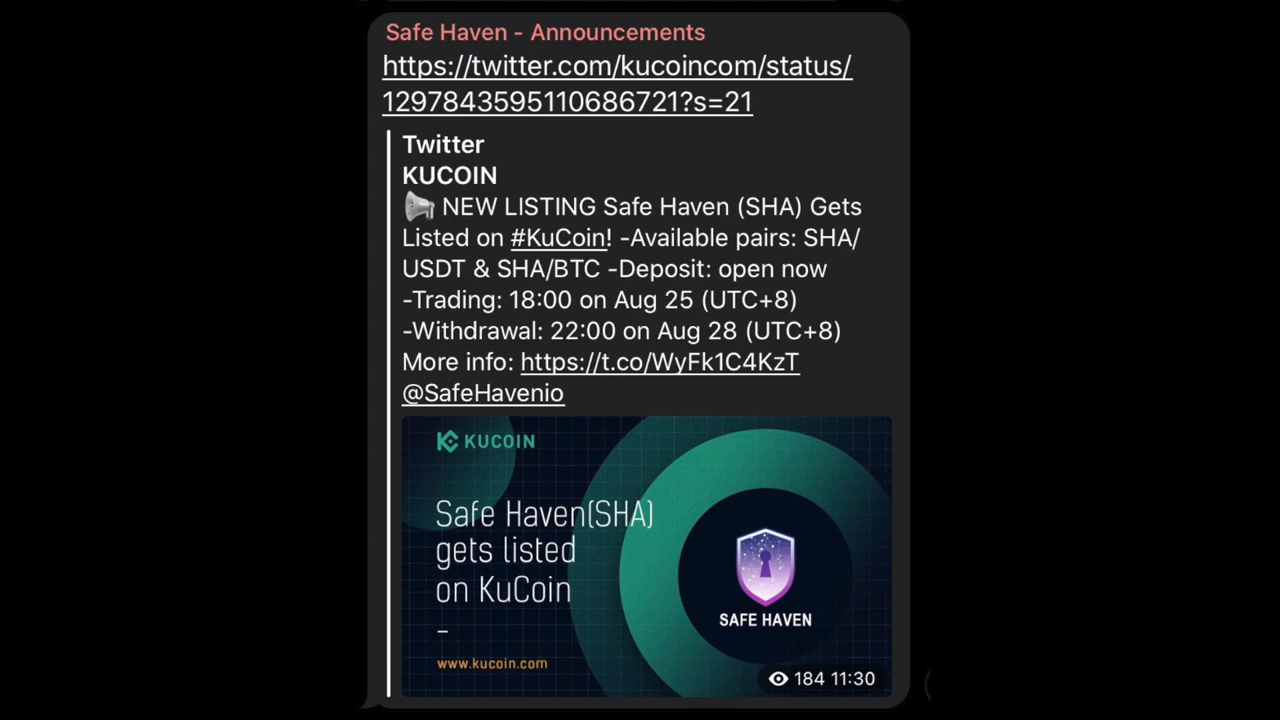 Safe Haven - Announcements
https://twitter.com/kucoincom/status/
1297843595110686721?s=21
Twitter
KUCOIN
📢 NEW LISTING Safe Haven (SHA) Gets
Listed on #KuCoin! -Available pairs: SHA/
USDT & SHA/BTC -Deposit: open now
-Trading: 18:00 on Aug 25 (UTC+8)
-Withdrawal: 22:00 on Aug 28 (UTC+8)
More info: https://t.co/WyFk1C4KzT
@SafeHavenio
KUCOIN
Safe Haven(SHA)
gets listed
on KuCoin
–
www.kucoin.com
SAFE HAVEN
184 11:30